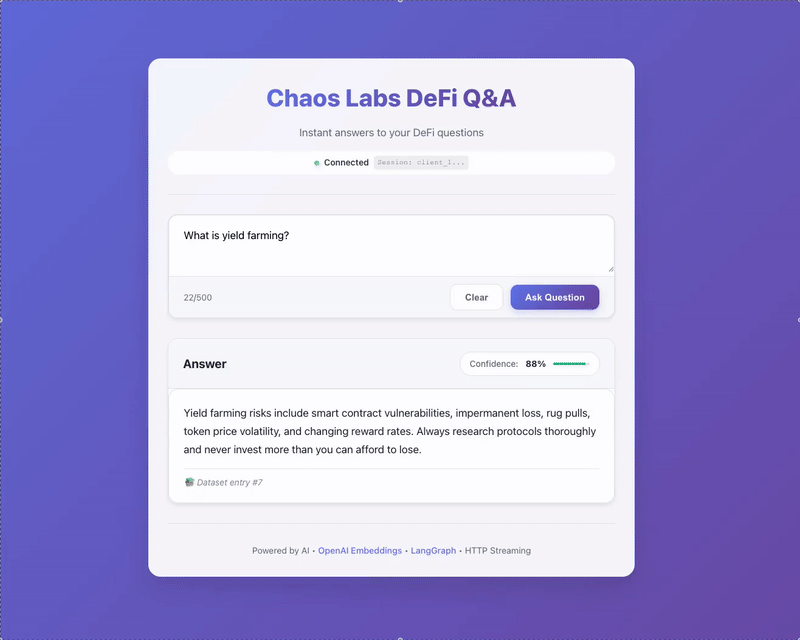 Chaos Labs DeFi Q&A
Instant answers to your DeFi questions
Connected Session: client_1...
What is yield farming?
22/500 Clear Ask Question
Answer Confidence: 88%
Yield farming risks include smart contract vulnerabilities, impermanent loss, rug pulls,
token price volatility, and changing reward rates. Always research protocols thoroughly
and never invest more than you can afford to lose.
Dataset entry #7
Powered by AI • OpenAI Embeddings • LangGraph • HTTP Streaming